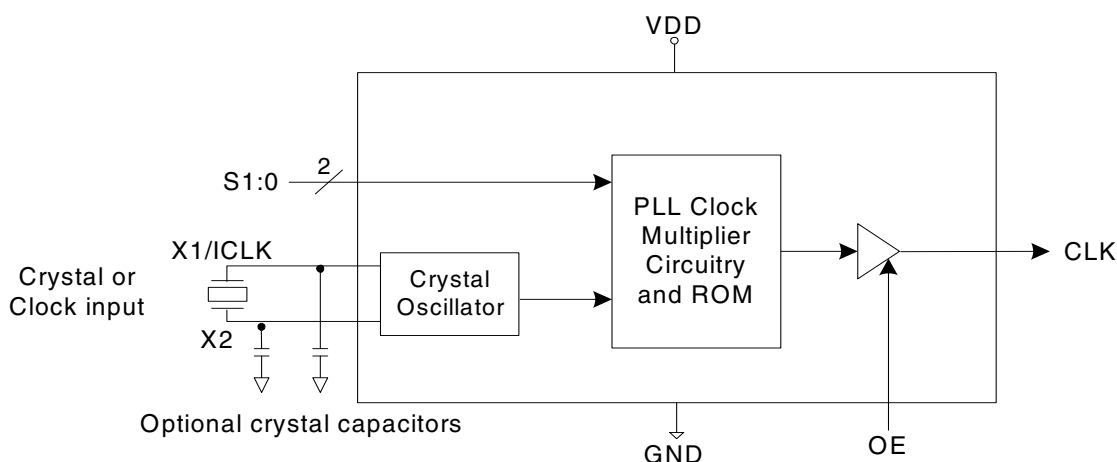 VDD
2
S1:0
PLL Clock
Multiplier
Circuitry
and ROM
X1/ICLK
CLK
Crystal or
Clock input
Crystal
Oscillator
X2
Optional crystal capacitors
GND
OE